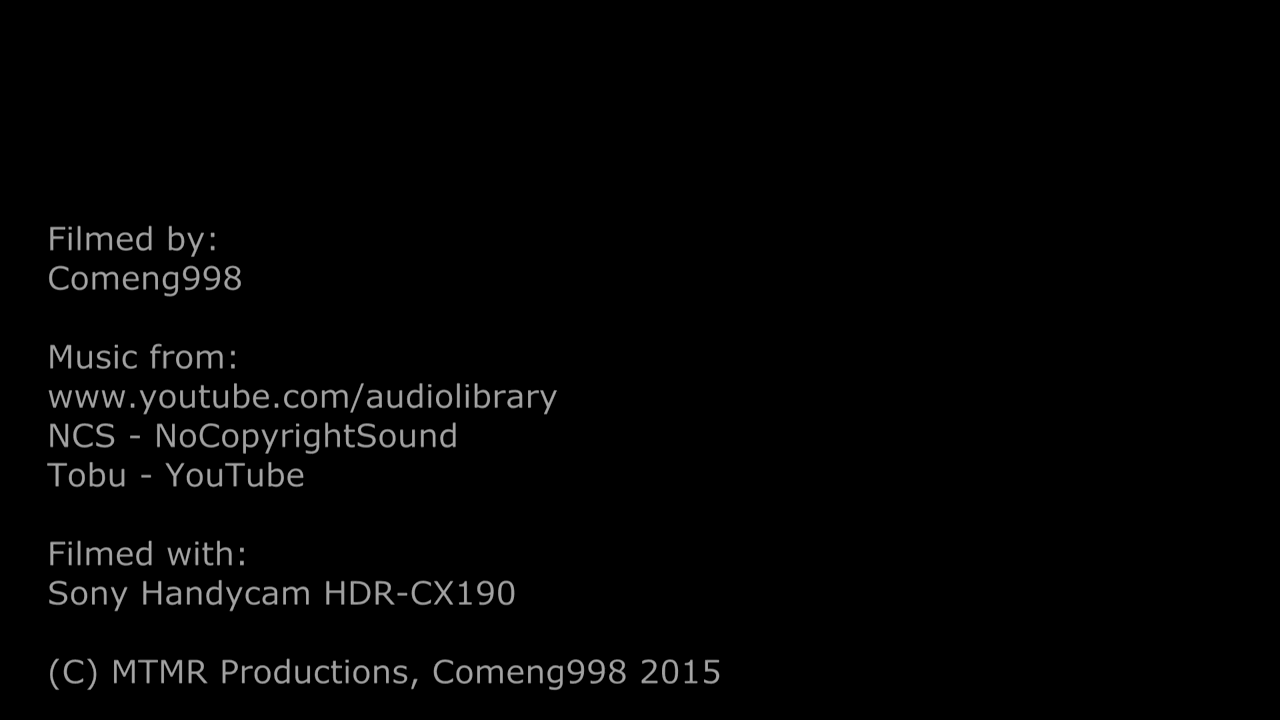 Filmed by:
Comeng998
Music from:
www.youtube.com/audiolibrary
NCS - NoCopyrightSound
Tobu - YouTube
Filmed with:
Sony Handycam HDR-CX190
(C) MTMR Productions, Comeng998 2015